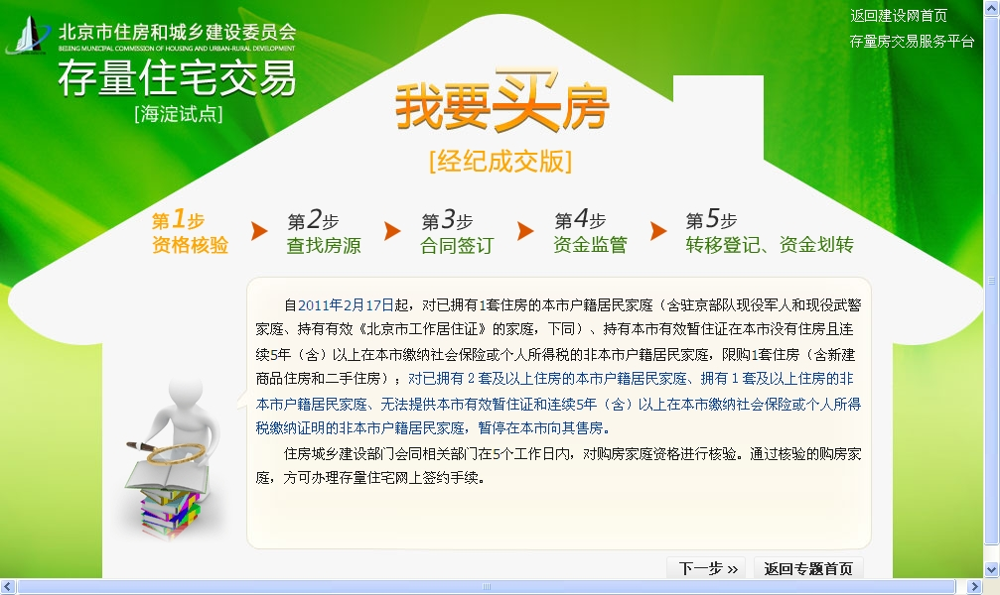 返回建设网首页
北京市住房和城乡建设委员会
BEIJING MUNICIPAL COMMISSION OF HOUSING AND URBAN-RURAL DEVELOPMENT
存量房交易服务平台
存量住宅交易
[海淀试点]
我要买房
[经纪成交版]
第1步 第2步 第3步 第4步 第5步
资格核验 查找房源 合同签订 资金监管 转移登记、资金划转
自2011年2月17日起，对已拥有1套住房的本市户籍居民家庭（含驻京部队现役军人和现役武警
家庭、持有有效《北京市工作居住证》的家庭，下同）、持有本市有效暂住证在本市没有住房且连
续5年（含）以上在本市缴纳社会保险或个人所得税的非本市户籍居民家庭，限购1套住房（含新建
商品住房和二手住房）；对已拥有2套及以上住房的本市户籍居民家庭、拥有1套及以上住房的非
本市户籍居民家庭、无法提供本市有效暂住证和连续5年（含）以上在本市缴纳社会保险或个人所得
税缴纳证明的非本市户籍居民家庭，暂停在本市向其售房。
住房城乡建设部门会同相关部门在5个工作日内，对购房家庭资格进行核验。通过核验的购房家
庭，方可办理存量住宅网上签约手续。
下一步 » 返回专题首页